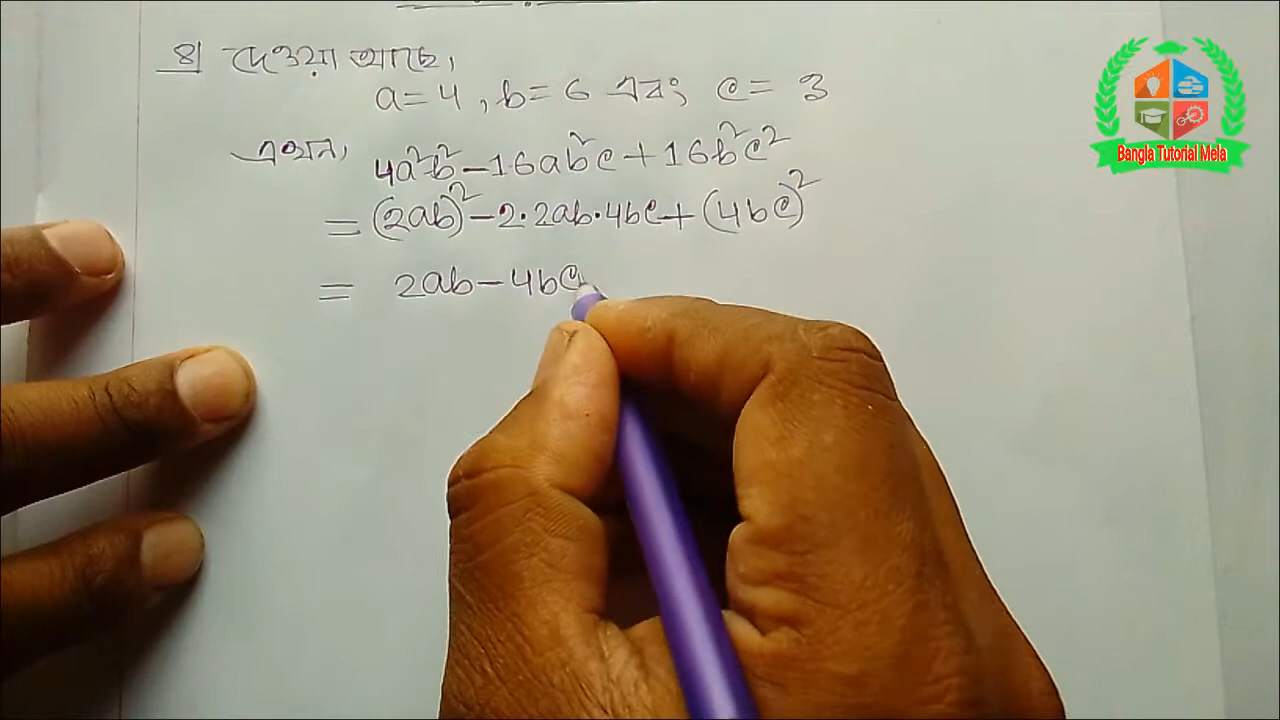 ৪। দেওয়া আছে,
a=4, b=6 এবং c= 3
এখন, 4a²b²-16ab²c+16b²c²
= (2ab)²-2·2ab·4bc+(4bc)²
= 2ab-4bc
Bangla Tutorial Mela